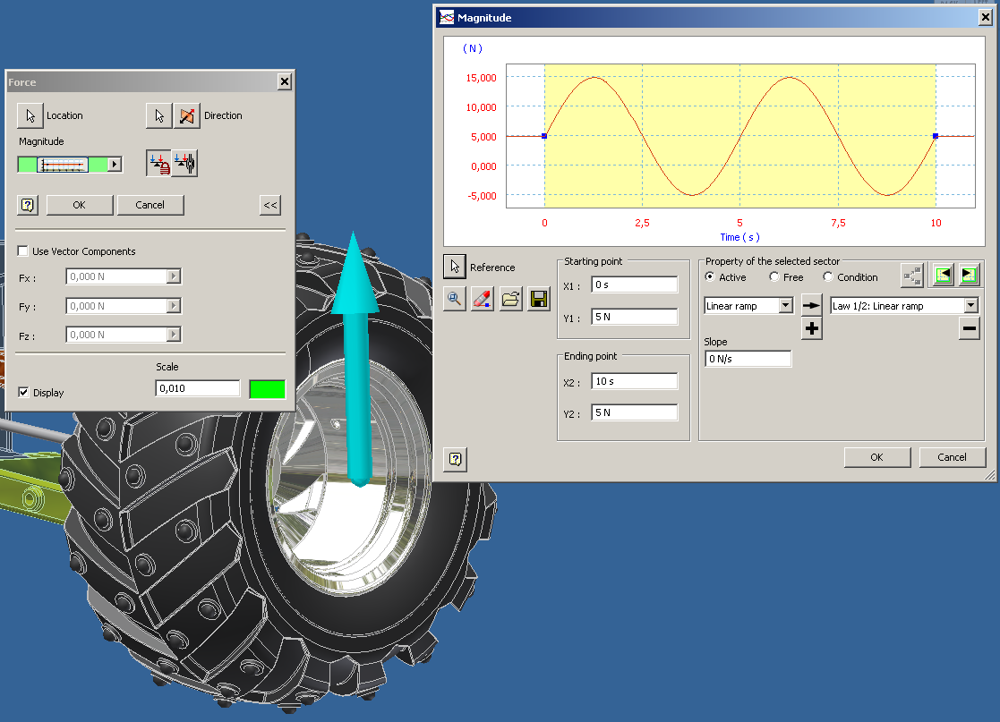 Magnitude
( N )
15,000
10,000
5,000
0,000
-5,000
0
2,5
5
7,5
10
Time ( s )
Force
Location
Direction
Magnitude
OK
Cancel
<<
Use Vector Components
Fx :
0,000 N
Fy :
0,000 N
Fz :
0,000 N
Scale
Display
0,010
Reference
Starting point
X1 :
0 s
Y1 :
5 N
Ending point
X2 :
10 s
Y2 :
5 N
Property of the selected sector
Active
Free
Condition
Linear ramp
Law 1/2: Linear ramp
Slope
0 N/s
OK
Cancel